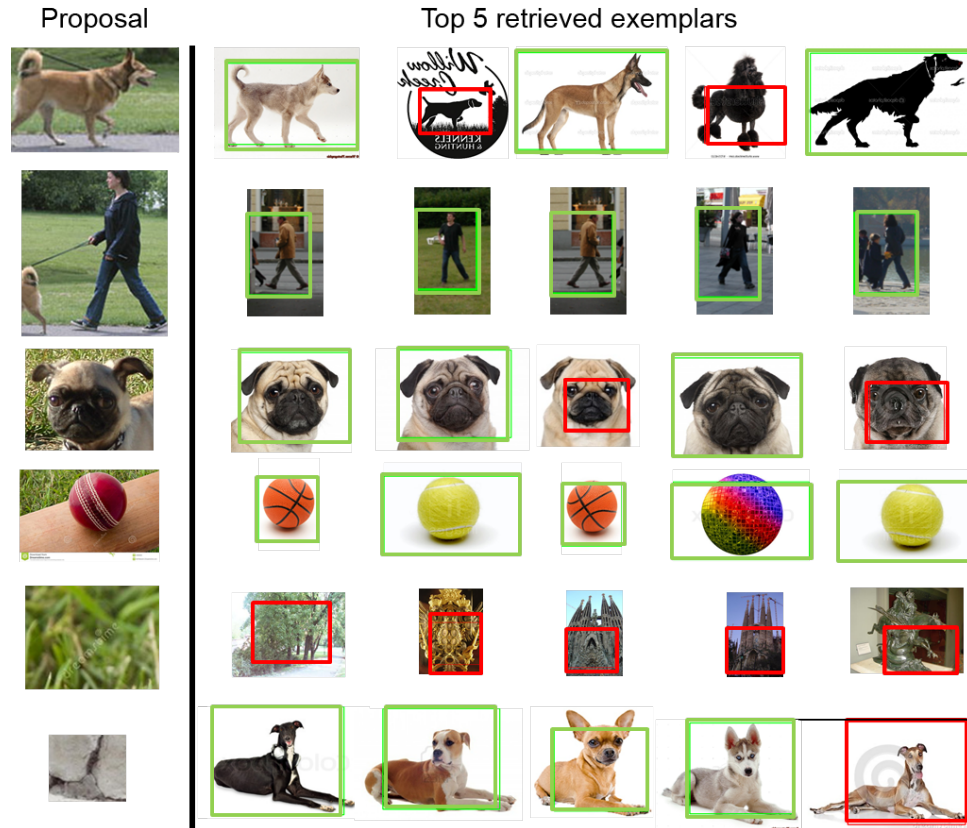 Proposal
Top 5 retrieved exemplars
Willow
Creek
KENNELS
& HUNTING